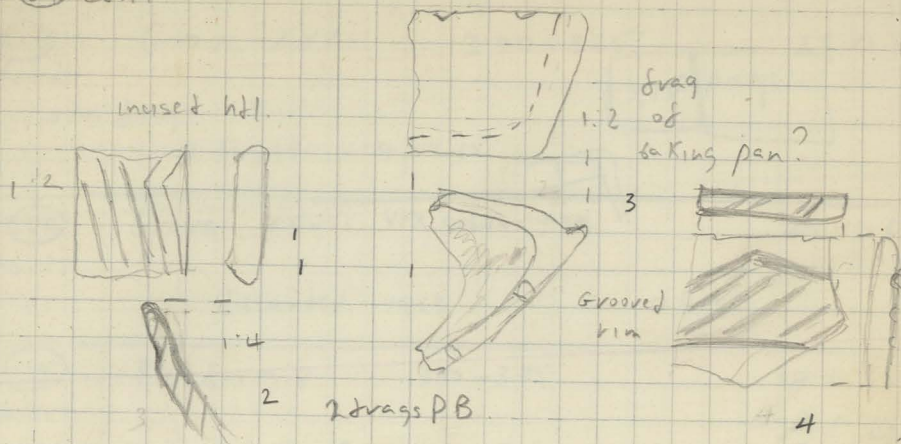 incised hdl.
1:2
1
1:4
2
1:2
frag
of
baking pan?
3
Grooved
rim
2 frags PB
4